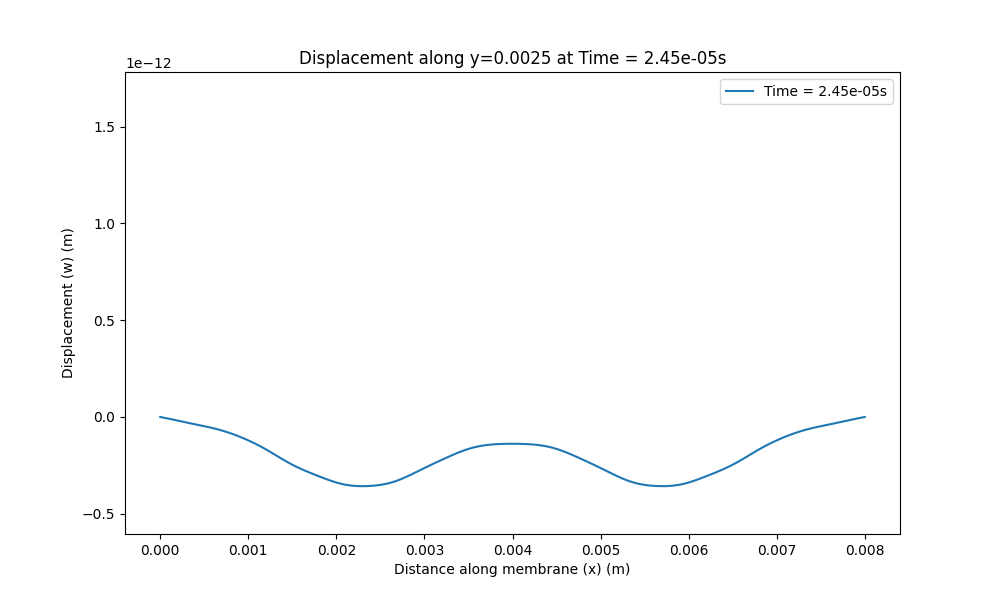 Displacement along y=0.0025 at Time = 2.45e-05s
1e−12
Time = 2.45e-05s
1.5
1.0
0.5
0.0
−0.5
Displacement (w) (m)
0.000 0.001 0.002 0.003 0.004 0.005 0.006 0.007 0.008
Distance along membrane (x) (m)